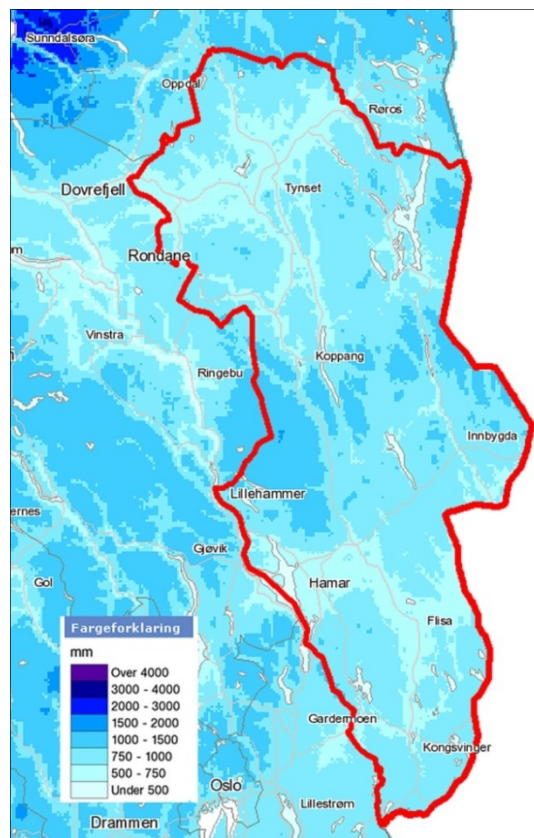 Sunndalsøra
Oppdal
Røros
Dovrefjell
Tynset
Rondane
m
Vinstra
Koppang
Ringebu
Innbygda
Lillehammer
ernes
Gjøvik
Gol
Hamar
Flisa
Fargeforklaring
mm
Over 4000
3000 - 4000
2000 - 3000
1500 - 2000
1000 - 1500
750 - 1000
500 - 750
Under 500
Gardermoen
Kongsvinger
Oslo
Lillestrøm
Drammen